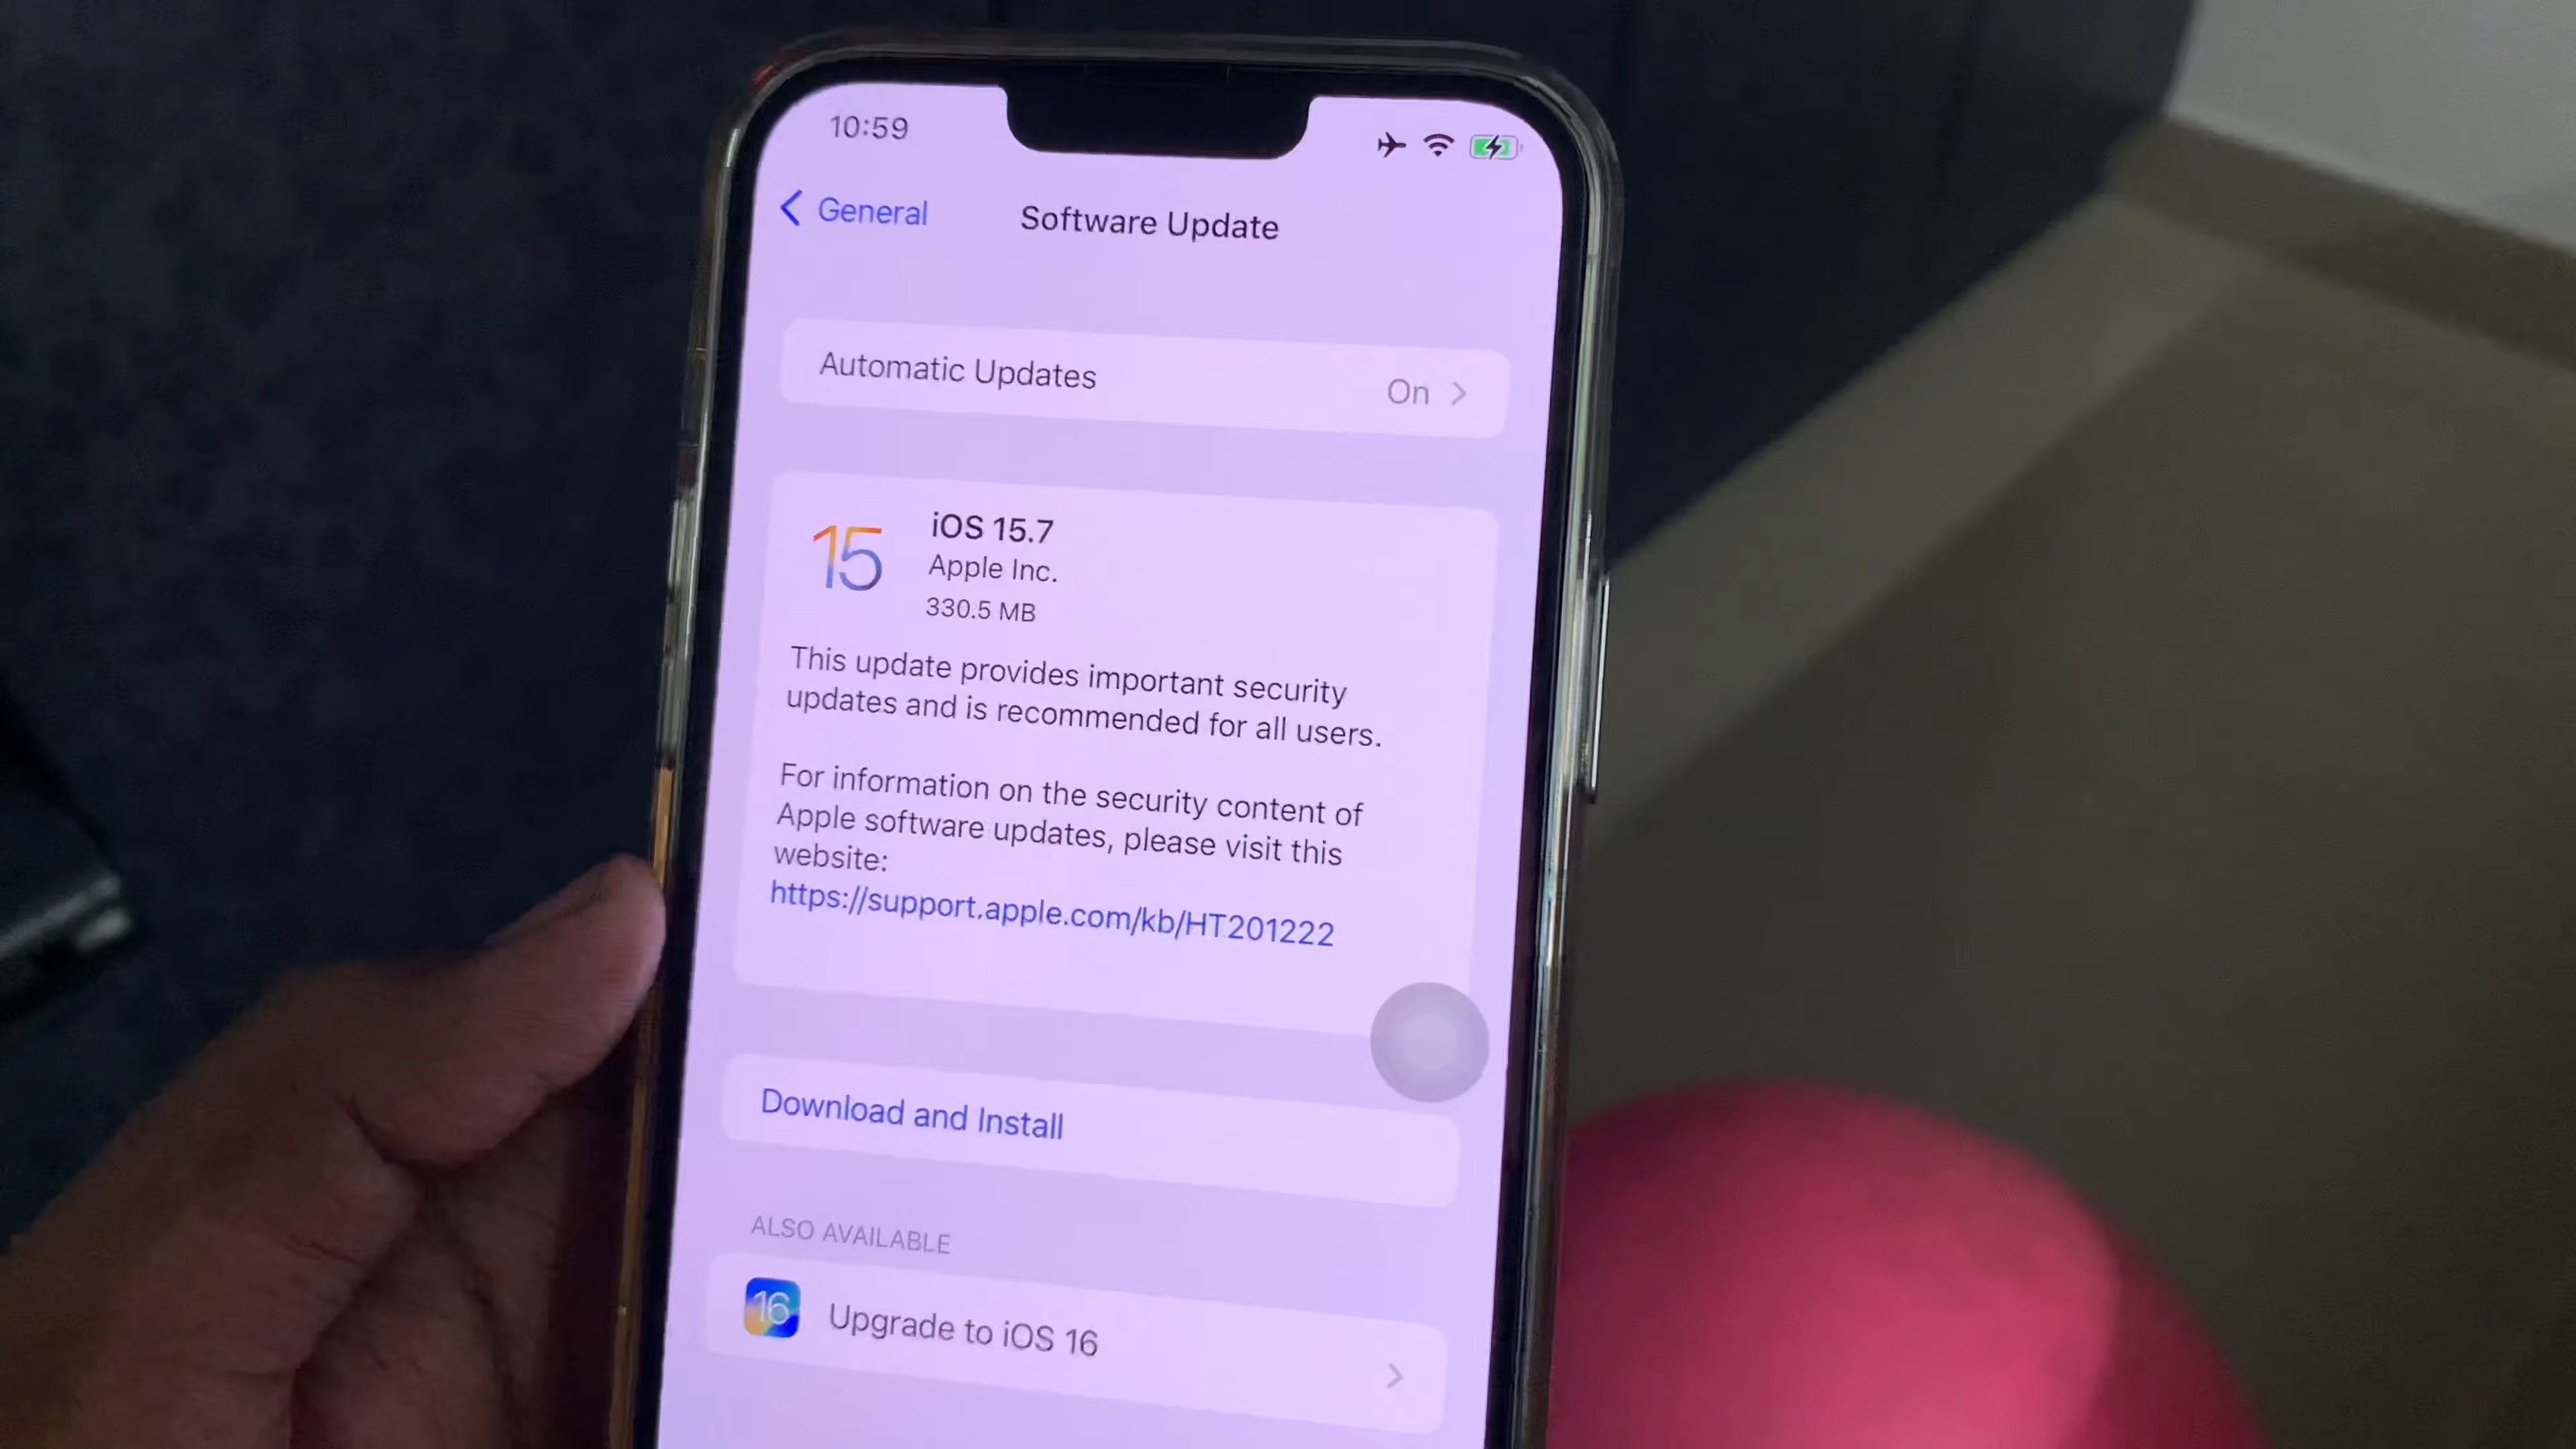 10:59
General
Software Update
Automatic Updates
On
15
iOS 15.7
Apple Inc.
330.5 MB
This update provides important security
updates and is recommended for all users.
For information on the security content of
Apple software updates, please visit this
website:
https://support.apple.com/kb/HT201222
Download and Install
ALSO AVAILABLE
16
Upgrade to iOS 16